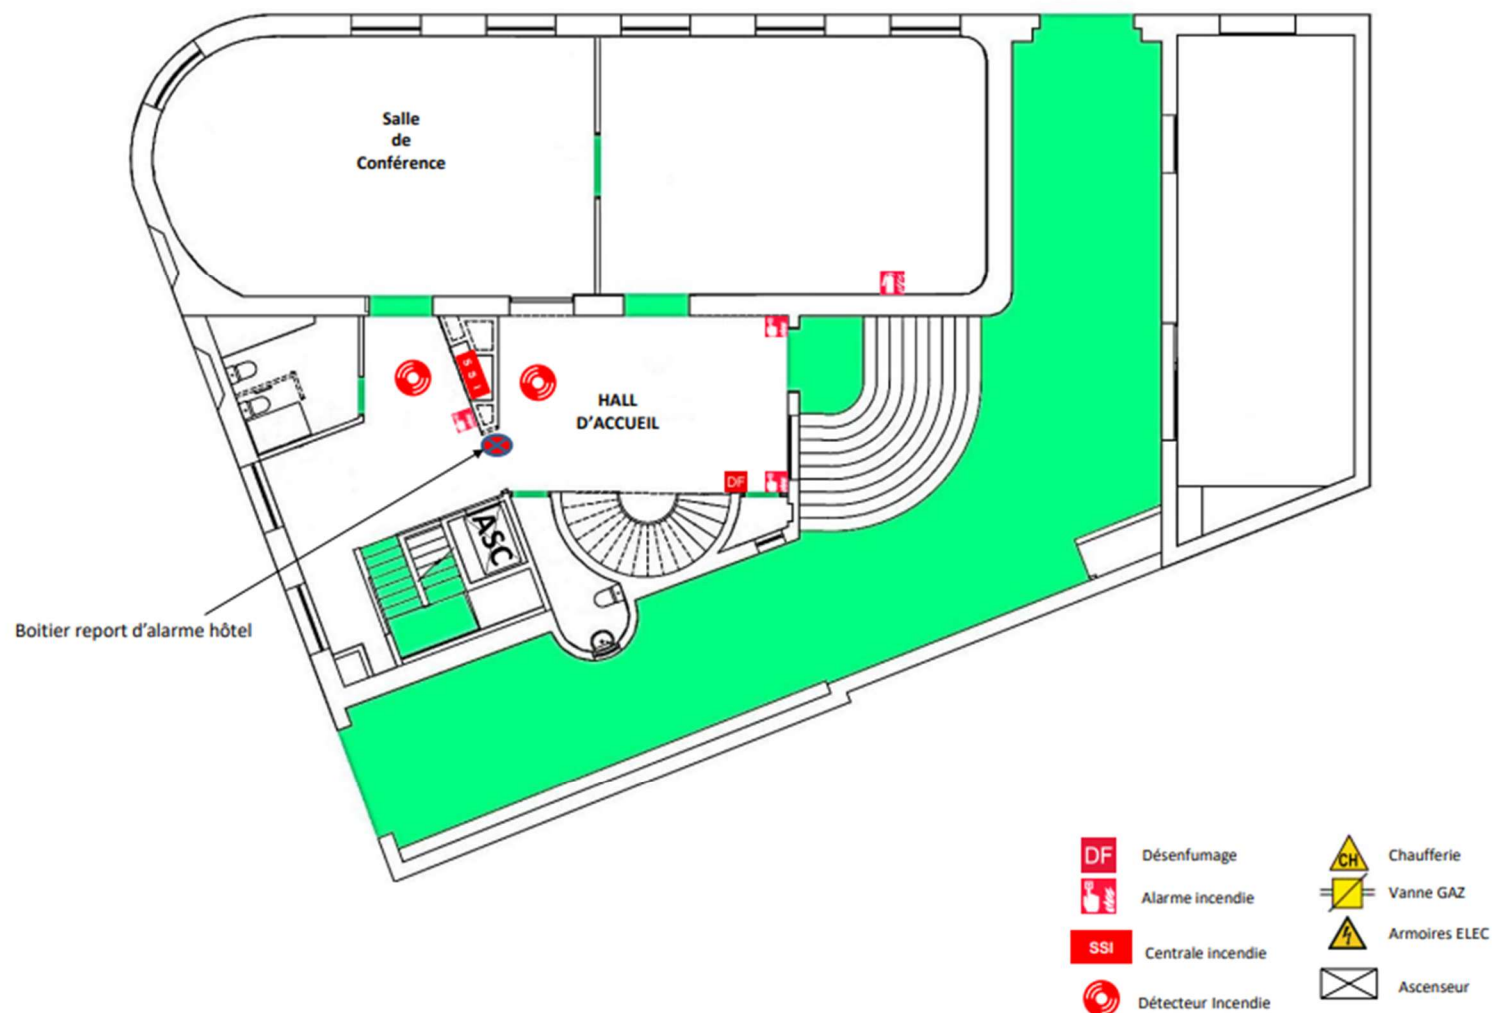 Salle
de
Conférence
SSI
HALL
D'ACCUEIL
DF
ASC
Boitier report d'alarme hôtel
DF Désenfumage
Alarme incendie
SSI Centrale incendie
Détecteur Incendie
CH Chaufferie
Vanne GAZ
Armoires ELEC
Ascenseur